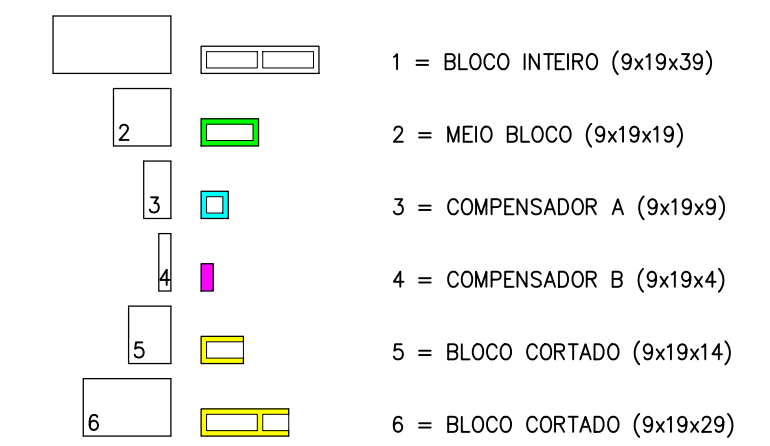 1 = BLOCO INTEIRO (9x19x39)
2 2 = MEIO BLOCO (9x19x19)
3 3 = COMPENSADOR A (9x19x9)
4 4 = COMPENSADOR B (9x19x4)
5 5 = BLOCO CORTADO (9x19x14)
6 6 = BLOCO CORTADO (9x19x29)